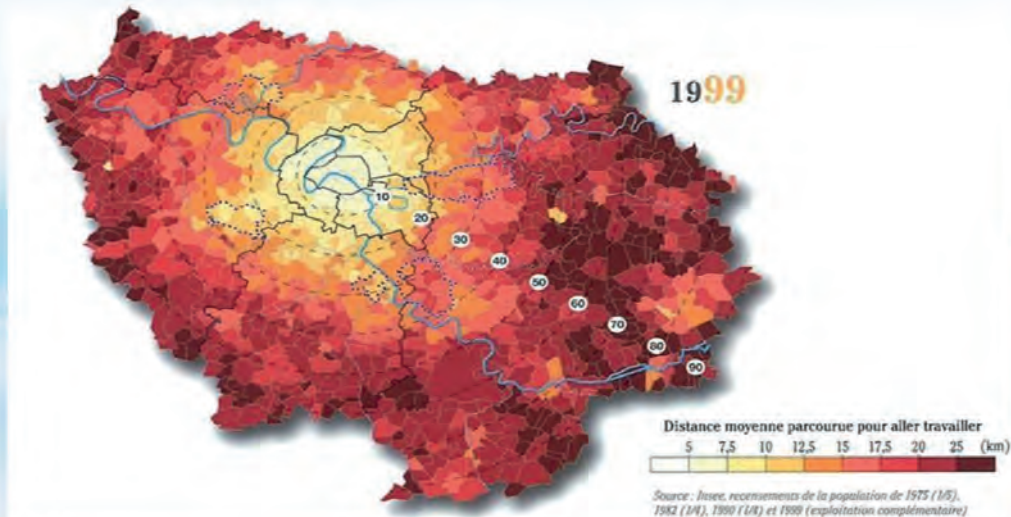 1999
10
20
30
40
50
60
70
80
90
Distance moyenne parcourue pour aller travailler
5 7,5 10 12,5 15 17,5 20 25 (km)
Source : Insee, recensements de la population de 1975 (1/5),
1982 (1/4), 1990 (1/4) et 1999 (exploitation complémentaire)